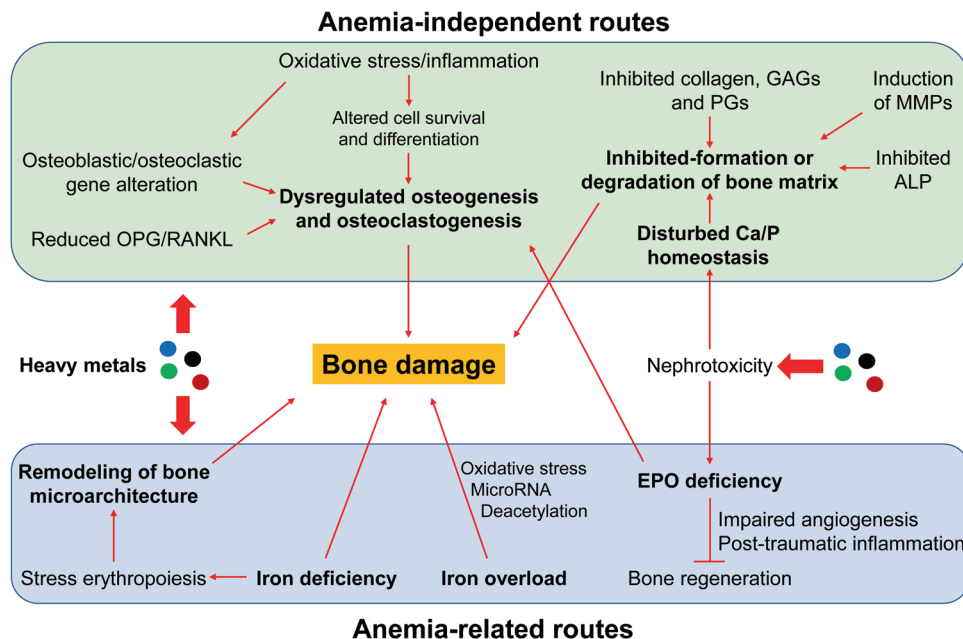 Anemia-independent routes
Oxidative stress/inflammation
Altered cell survival
and differentiation
Osteoblastic/osteoclastic
gene alteration
Dysregulated osteogenesis
and osteoclastogenesis
Reduced OPG/RANKL
Inhibited collagen, GAGs
and PGs
Induction
of MMPs
Inhibited-formation or
degradation of bone matrix
Inhibited
ALP
Disturbed Ca/P
homeostasis
Heavy metals
Bone damage
Nephrotoxicity
Remodeling of bone
microarchitecture
Oxidative stress
MicroRNA
Deacetylation
EPO deficiency
Impaired angiogenesis
Post-traumatic inflammation
Stress erythropoiesis
Iron deficiency
Iron overload
Bone regeneration
Anemia-related routes